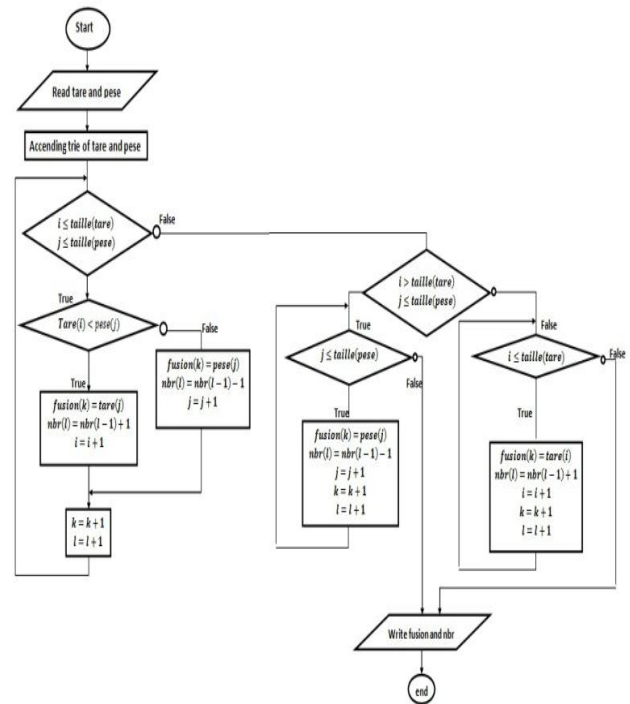 Start
Read tare and pese
Accending trie of tare and pese
i ≤ taille(tare)
j ≤ taille(pese)
False
True
Tare(i) < pese(j)
False
True
fusion(k) = tare(j)
nbr(l) = nbr(l − 1) + 1
i = i + 1
fusion(k) = pese(j)
nbr(l) = nbr(l − 1) − 1
j = j + 1
k = k + 1
l = l + 1
i > taille(tare)
j ≤ taille(pese)
True
False
j ≤ taille(pese)
False
True
fusion(k) = pese(j)
nbr(l) = nbr(l − 1) − 1
j = j + 1
k = k + 1
l = l + 1
i ≤ taille(tare)
False
True
fusion(k) = tare(i)
nbr(l) = nbr(l − 1) + 1
i = i + 1
k = k + 1
l = l + 1
Write fusion and nbr
end